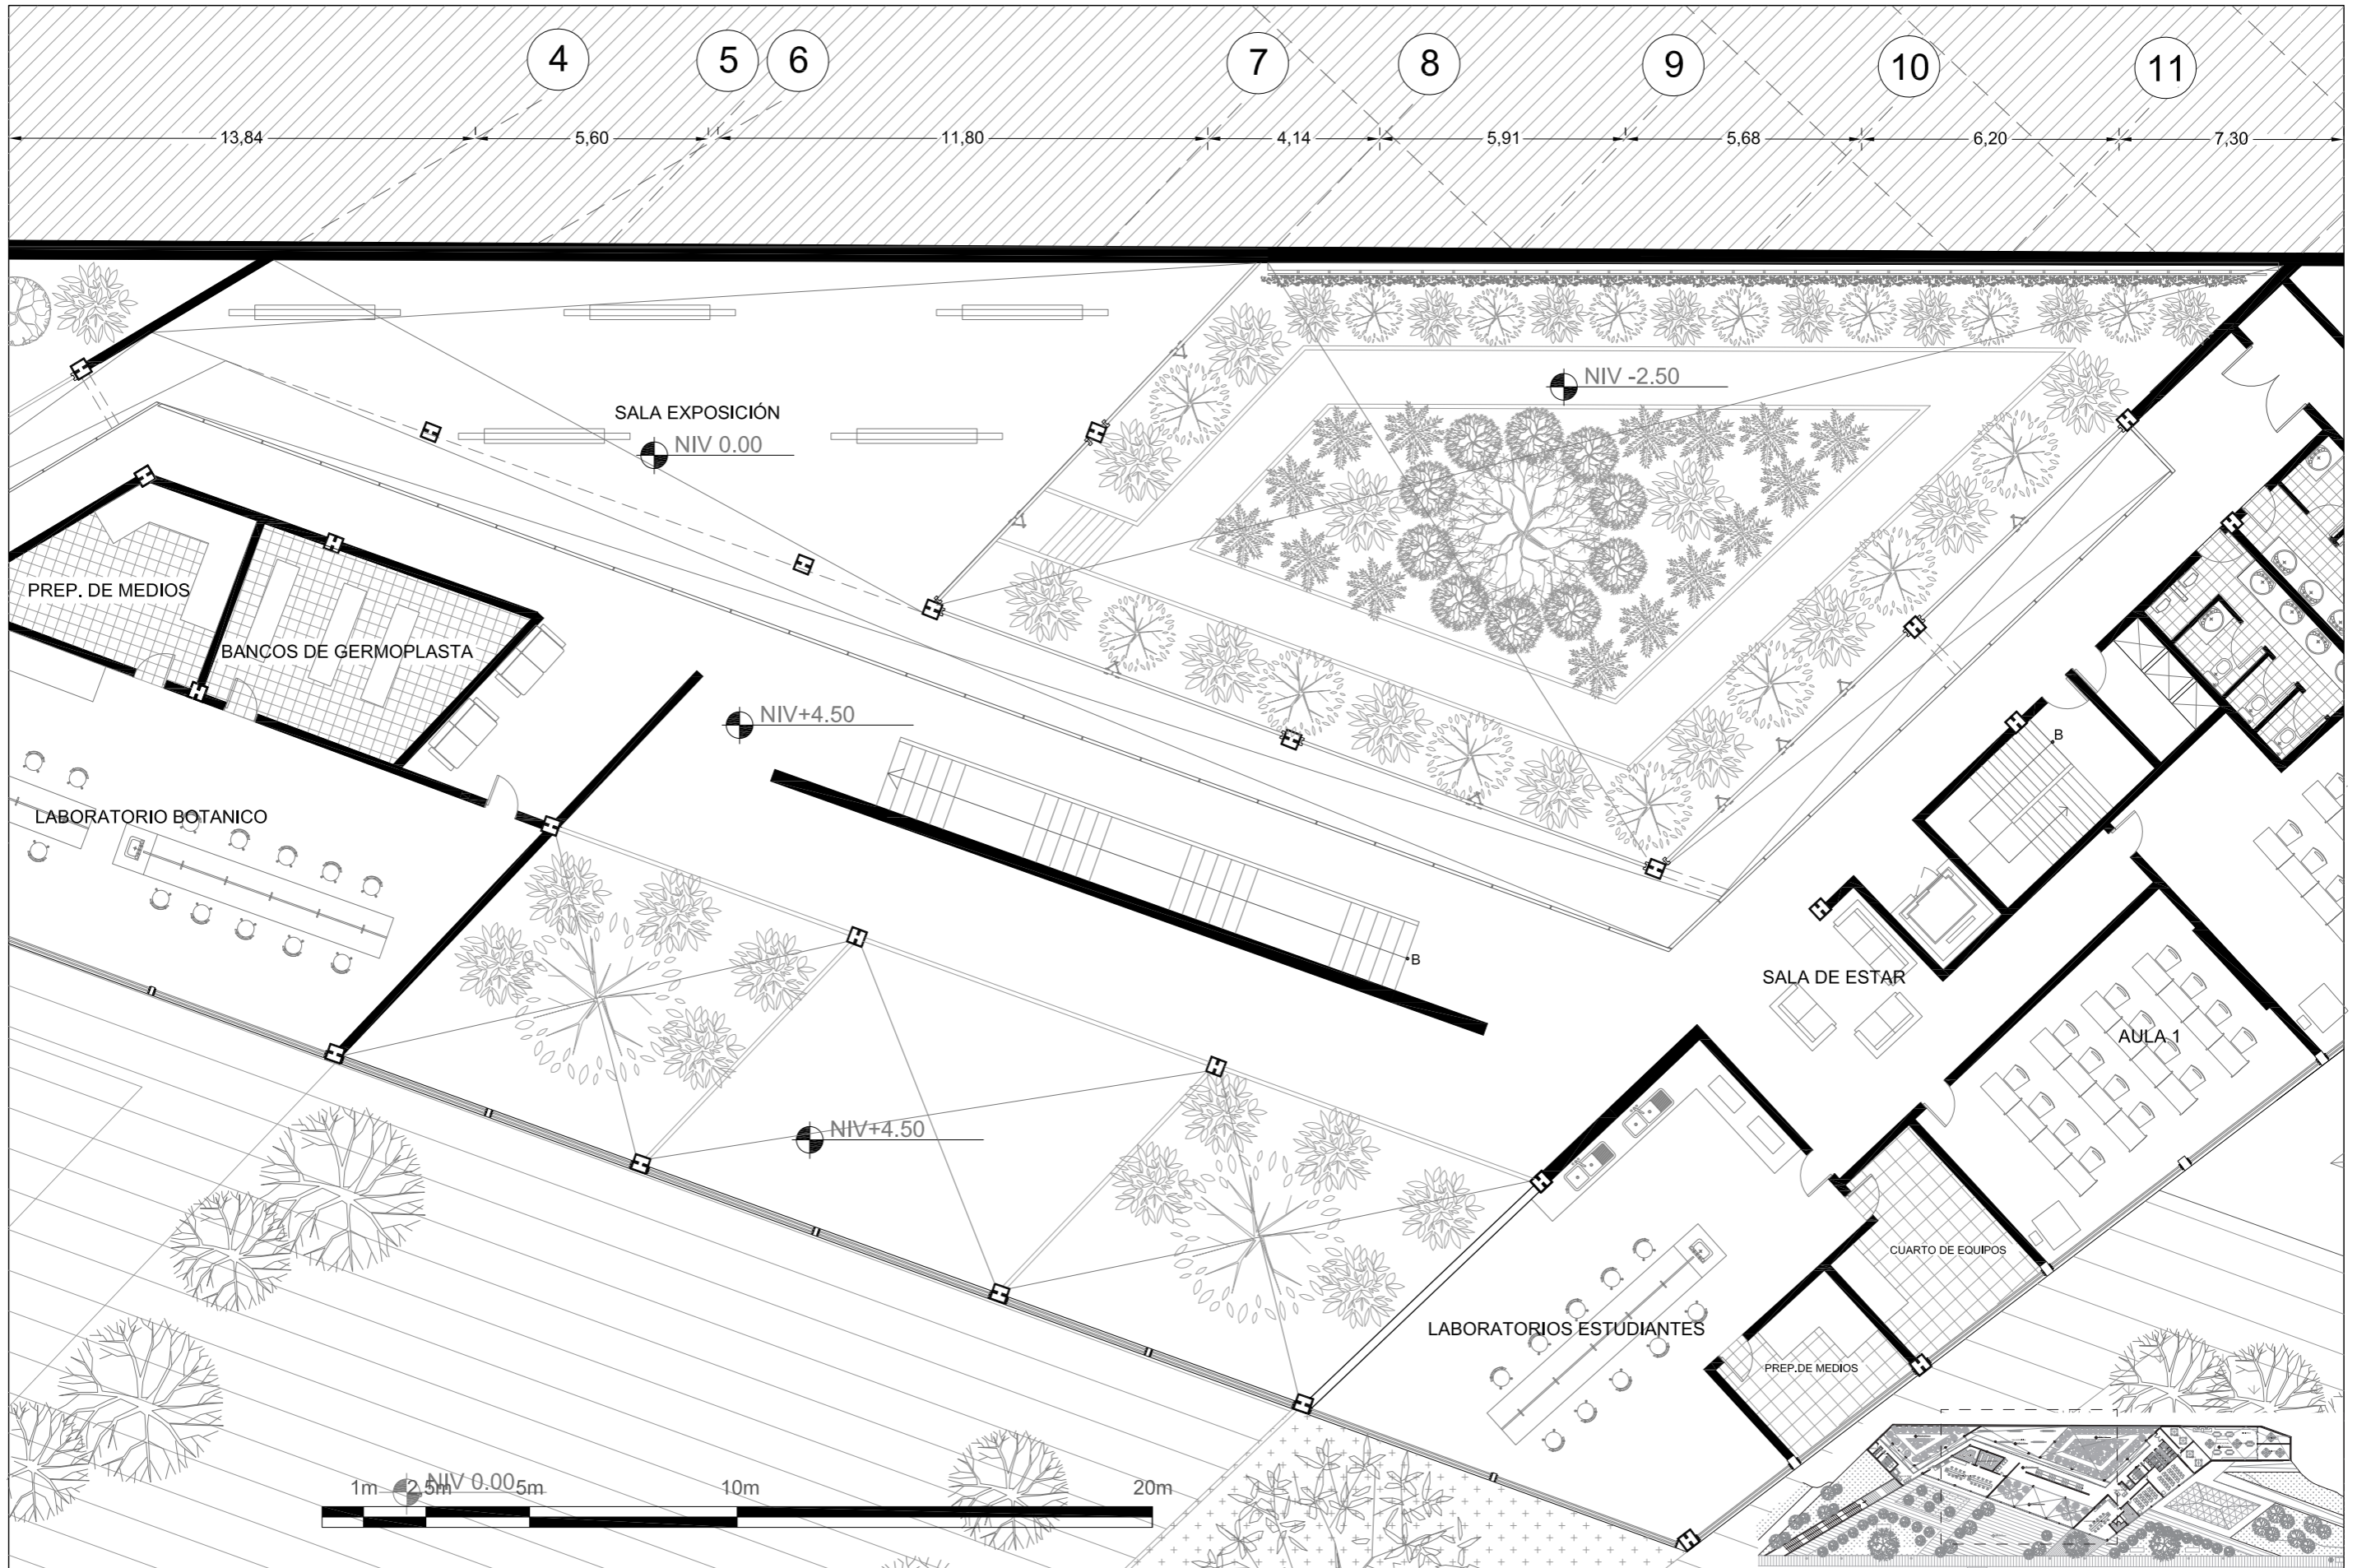 4
5
6
7
8
9
10
11
13,84
5,60
11,80
4,14
5,91
5,68
6,20
7,30
NIV -2.50
SALA EXPOSICIÓN
NIV 0.00
PREP. DE MEDIOS
BANCOS DE GERMOPLASTA
NIV+4.50
B
LABORATORIO BOTANICO
B
SALA DE ESTAR
AULA 1
NIV+4.50
CUARTO DE EQUIPOS
LABORATORIOS ESTUDIANTES
PREP.DE MEDIOS
NIV 0.00
1m 2,5m 5m 10m 20m